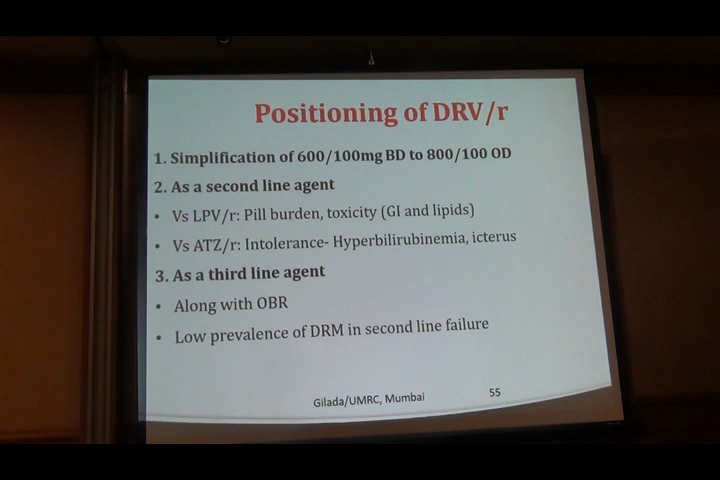 Positioning of DRV/r
1. Simplification of 600/100mg BD to 800/100 OD
2. As a second line agent
• Vs LPV/r: Pill burden, toxicity (GI and lipids)
• Vs ATZ/r: Intolerance- Hyperbilirubinemia, icterus
3. As a third line agent
• Along with OBR
• Low prevalence of DRM in second line failure
Gilada/UMRC, Mumbai 55